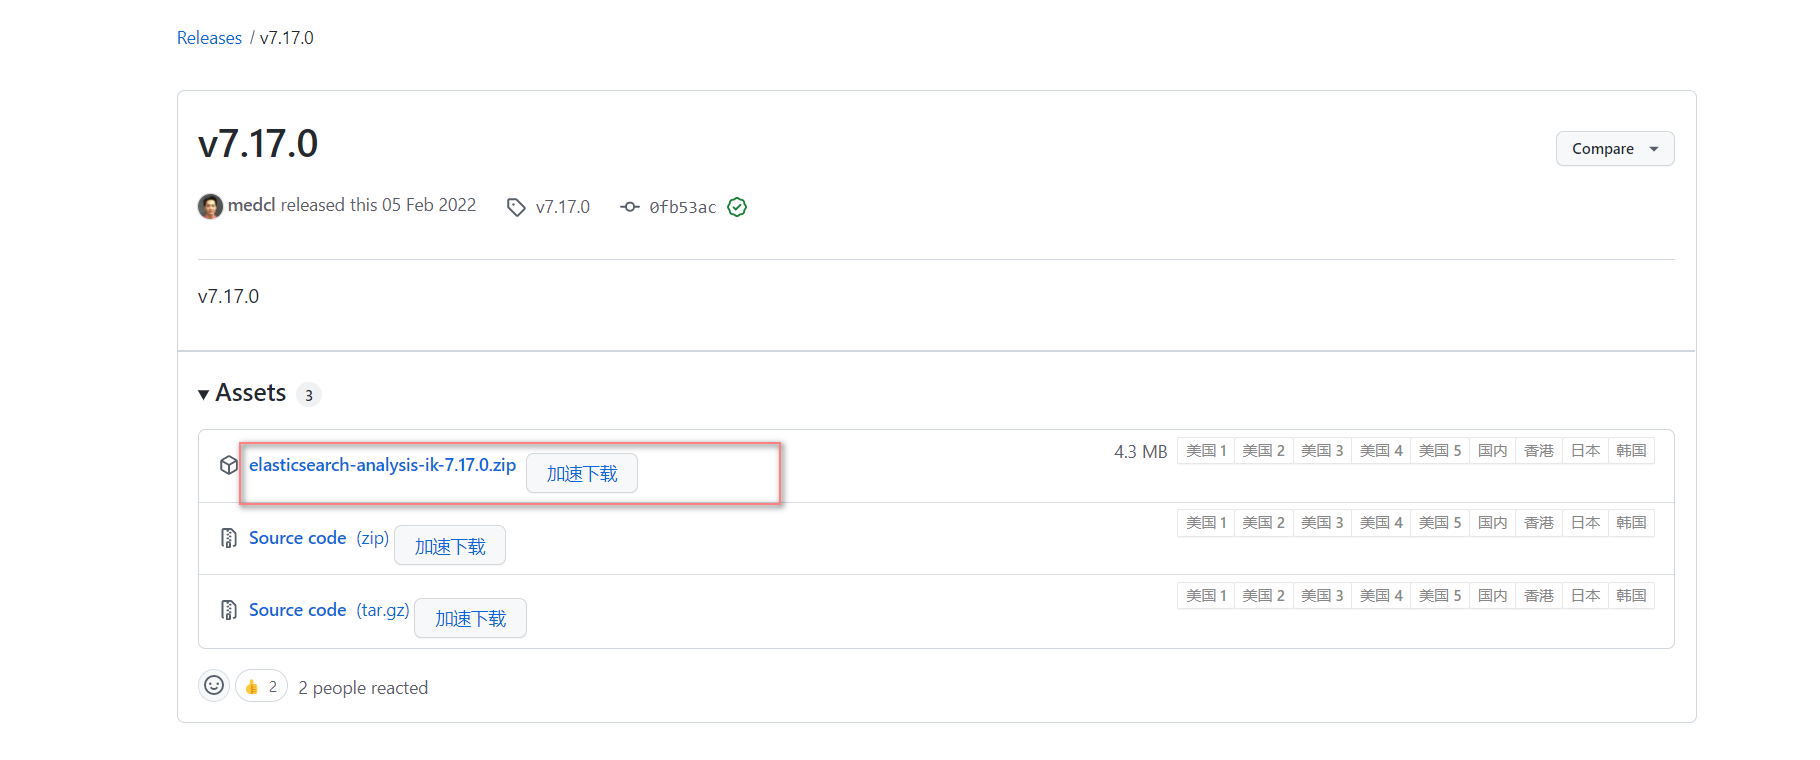 Releases / v7.17.0
v7.17.0
Compare
medcl released this 05 Feb 2022 v7.17.0 0fb53ac
v7.17.0
Assets 3
elasticsearch-analysis-ik-7.17.0.zip 加速下载 4.3 MB 美国 1 美国 2 美国 3 美国 4 美国 5 国内 香港 日本 韩国
Source code (zip) 加速下载 美国 1 美国 2 美国 3 美国 4 美国 5 国内 香港 日本 韩国
Source code (tar.gz) 加速下载 美国 1 美国 2 美国 3 美国 4 美国 5 国内 香港 日本 韩国
👍 2 2 people reacted